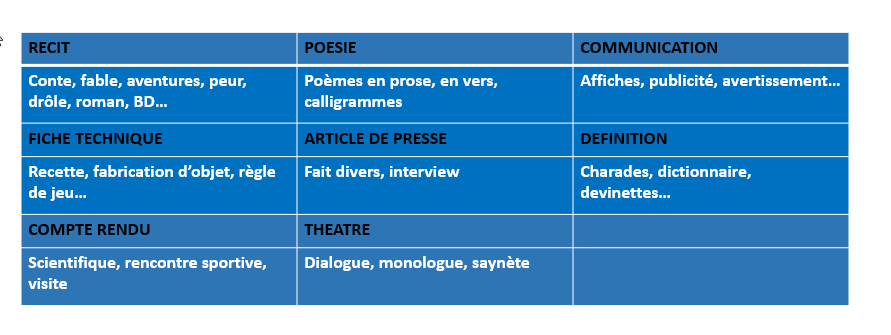 RECIT
POESIE
COMMUNICATION
Conte, fable, aventures, peur,
drôle, roman, BD…
Poèmes en prose, en vers,
calligrammes
Affiches, publicité, avertissement…
FICHE TECHNIQUE
ARTICLE DE PRESSE
DEFINITION
Recette, fabrication d’objet, règle
de jeu…
Fait divers, interview
Charades, dictionnaire,
devinettes…
COMPTE RENDU
THEATRE
Scientifique, rencontre sportive,
visite
Dialogue, monologue, saynète